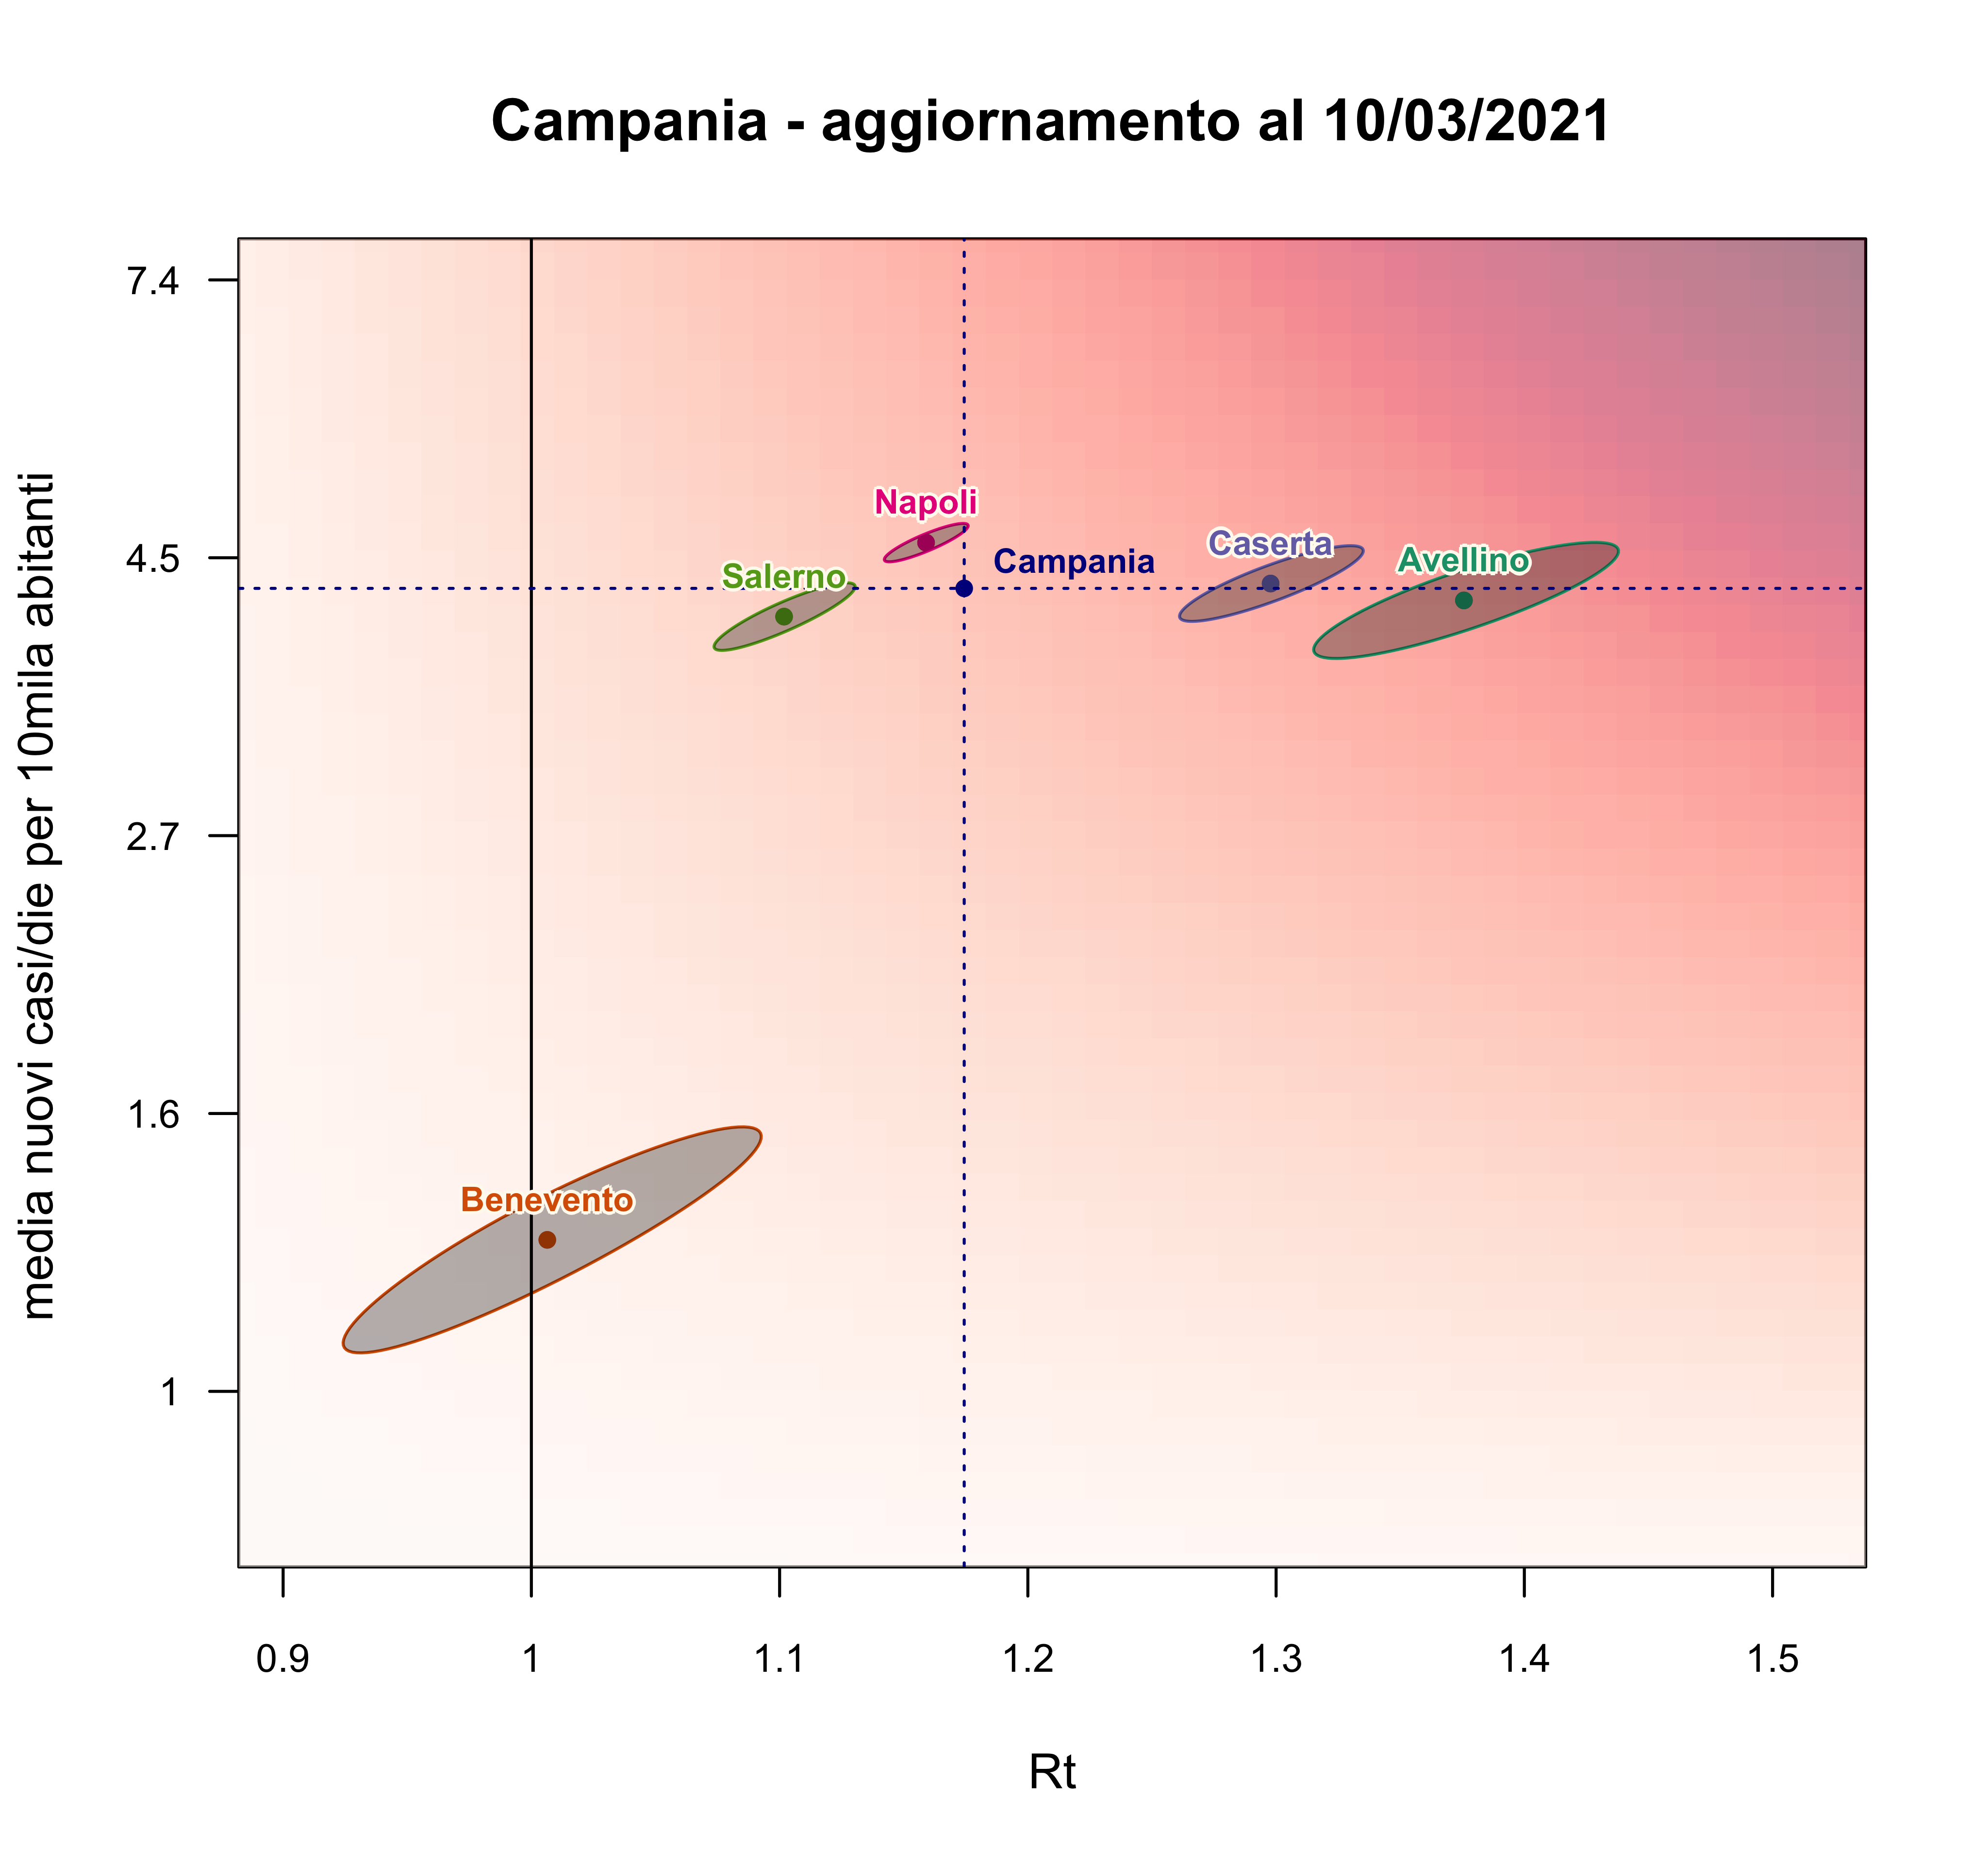 Campania - aggiornamento al 10/03/2021
media nuovi casi/die per 10mila abitanti
7.4
4.5
2.7
1.6
1
Napoli
Campania
Caserta
Avellino
Salerno
Benevento
0.9
1
1.1
1.2
1.3
1.4
1.5
Rt